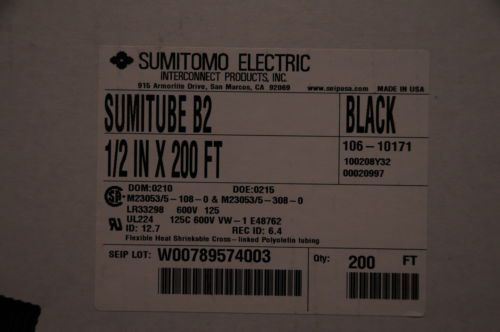 SUMITOMO ELECTRIC
INTERCONNECT PRODUCTS, INC.
915 Armorlite Drive, San Marcos, CA 92069
www.seipusa.com MADE IN USA
SUMITUBE B2
BLACK
1/2 IN X 200 FT
106-10171
100208Y32
00020997
DOM:0210 DOE:0215
M23053/5-108-0 & M23053/5-308-0
LR33298 600V 125
UL224 125C 600V VW-1 E48762
ID: 12.7 REC ID: 6.4
Flexible Heat Shrinkable Cross-linked Polyolefin tubing
SEIP LOT: W00789574003
Qty: 200 FT